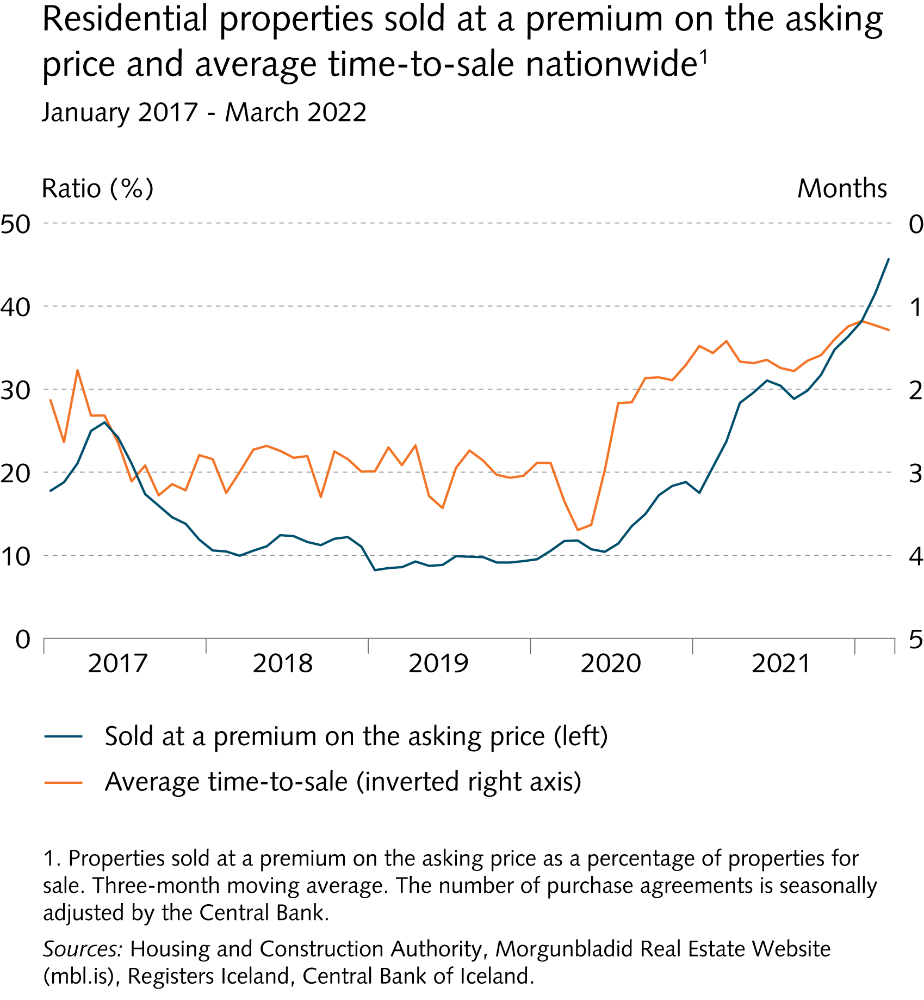 Residential properties sold at a premium on the asking
price and average time-to-sale nationwide¹
January 2017 - March 2022
Ratio (%)
Months
50
0
40
1
30
2
20
3
10
4
0
5
2017
2018
2019
2020
2021
Sold at a premium on the asking price (left)
Average time-to-sale (inverted right axis)
1. Properties sold at a premium on the asking price as a percentage of properties for
sale. Three-month moving average. The number of purchase agreements is seasonally
adjusted by the Central Bank.
Sources: Housing and Construction Authority, Morgunbladid Real Estate Website
(mbl.is), Registers Iceland, Central Bank of Iceland.